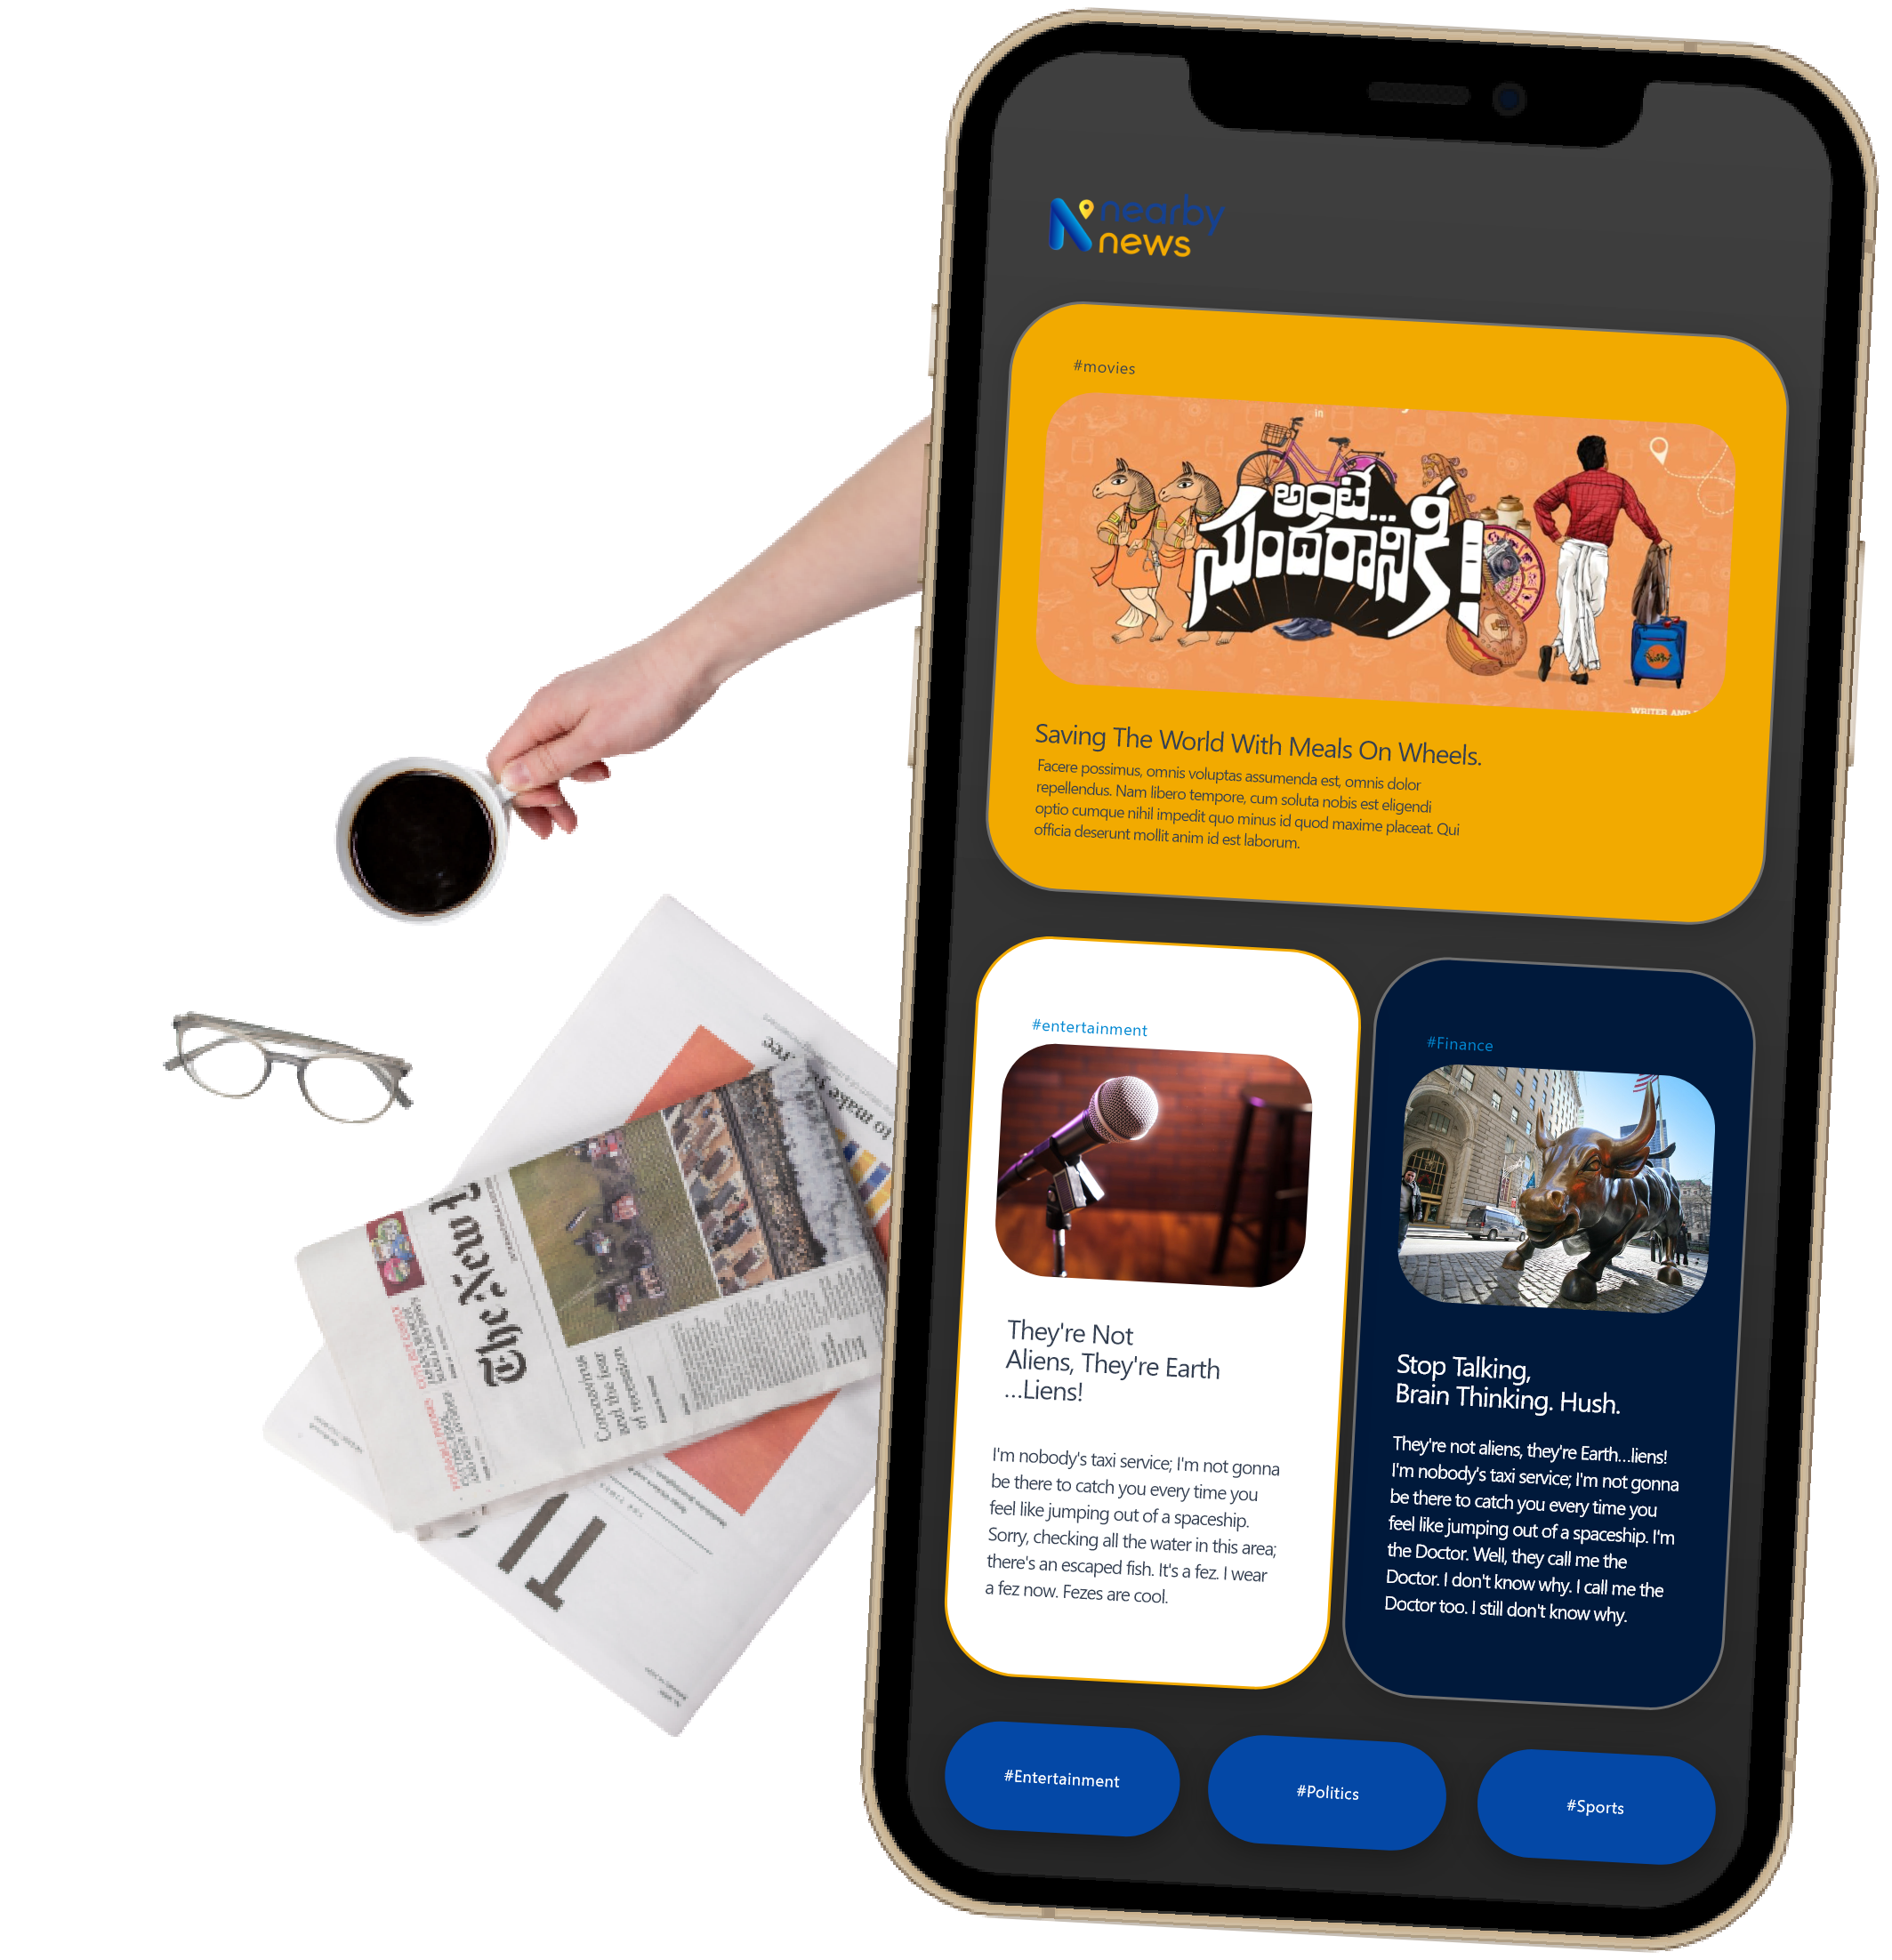 nearby
news
#movies
in
అంటే...
సుందరానికీ!
WRITER AND
Saving The World With Meals On Wheels.
Facere possimus, omnis voluptas assumenda est, omnis dolor
repellendus. Nam libero tempore, cum soluta nobis est eligendi
optio cumque nihil impedit quo minus id quod maxime placeat. Qui
officia deserunt mollit anim id est laborum.
#entertainment
They're Not
Aliens, They're Earth
...Liens!
I'm nobody's taxi service; I'm not gonna
be there to catch you every time you
feel like jumping out of a spaceship.
Sorry, checking all the water in this area;
there's an escaped fish. It's a fez. I wear
a fez now. Fezes are cool.
#Finance
Stop Talking,
Brain Thinking. Hush.
They're not aliens, they're Earth...liens!
I'm nobody's taxi service; I'm not gonna
be there to catch you every time you
feel like jumping out of a spaceship. I'm
the Doctor. Well, they call me the
Doctor. I don't know why. I call me the
Doctor too. I still don't know why.
#Entertainment
#Politics
#Sports
The New
Coronavirus
and the fear
of recession
to make